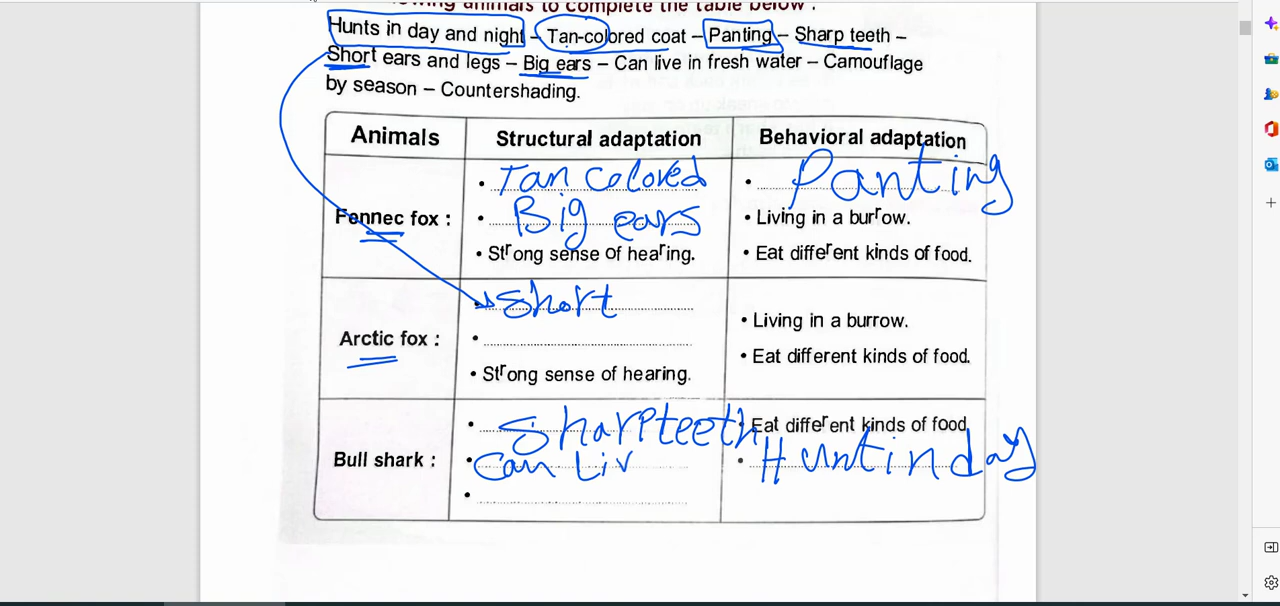 owing animals to complete the table below :
Hunts in day and night – Tan-colored coat – Panting – Sharp teeth –
Short ears and legs – Big ears – Can live in fresh water – Camouflage
by season – Countershading.
Animals Structural adaptation Behavioral adaptation
• Tan colored • Panting
Fennec fox : • Big ears • Living in a burrow.
• Strong sense of hearing. • Eat different kinds of food.
• Short
• Living in a burrow.
Arctic fox : •
• Eat different kinds of food.
• Strong sense of hearing.
• Sharpteeth • Eat different kinds of food
Bull shark : • Can Liv • Huntinday
•